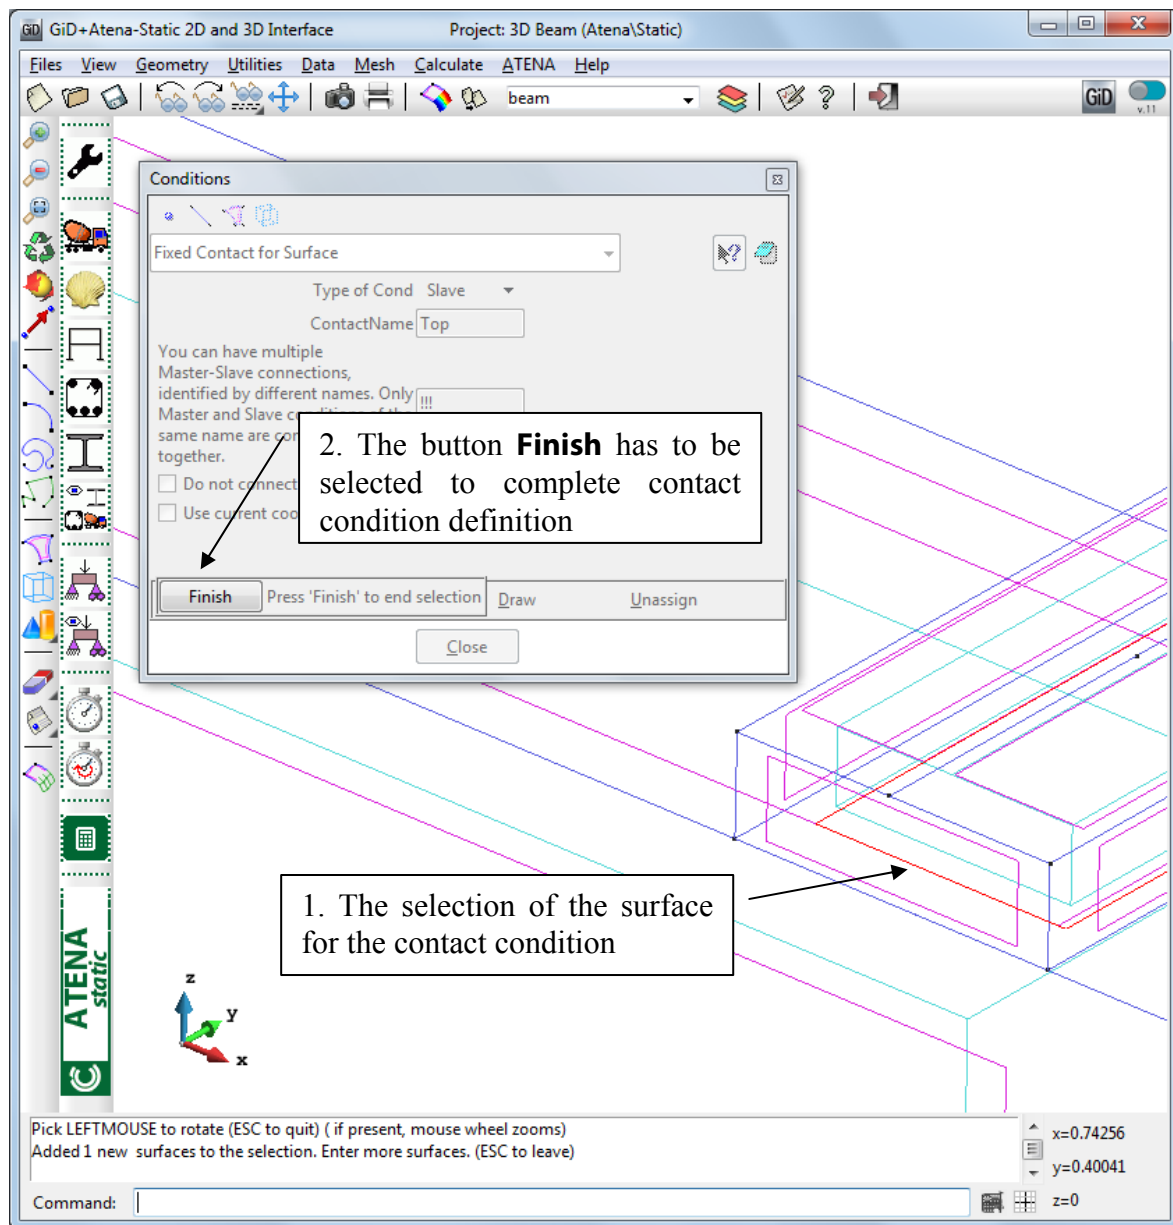 GiD GiD+Atena-Static 2D and 3D Interface Project: 3D Beam (Atena\Static)
Files View Geometry Utilities Data Mesh Calculate ATENA Help
beam
GiD
v.11
Conditions
Fixed Contact for Surface
Type of Cond Slave
ContactName Top
You can have multiple
Master-Slave connections,
identified by different names. Only
!!!
Master and Slave conditions of the
same name are con
together.
Do not connect
Use current coo
2. The button Finish has to be
selected to complete contact
condition definition
Finish Press 'Finish' to end selection Draw Unassign
Close
1. The selection of the surface
for the contact condition
ATENA
static
z
y
x
Pick LEFTMOUSE to rotate (ESC to quit) ( if present, mouse wheel zooms)
Added 1 new surfaces to the selection. Enter more surfaces. (ESC to leave)
Command:
x=0.74256
y=0.40041
z=0